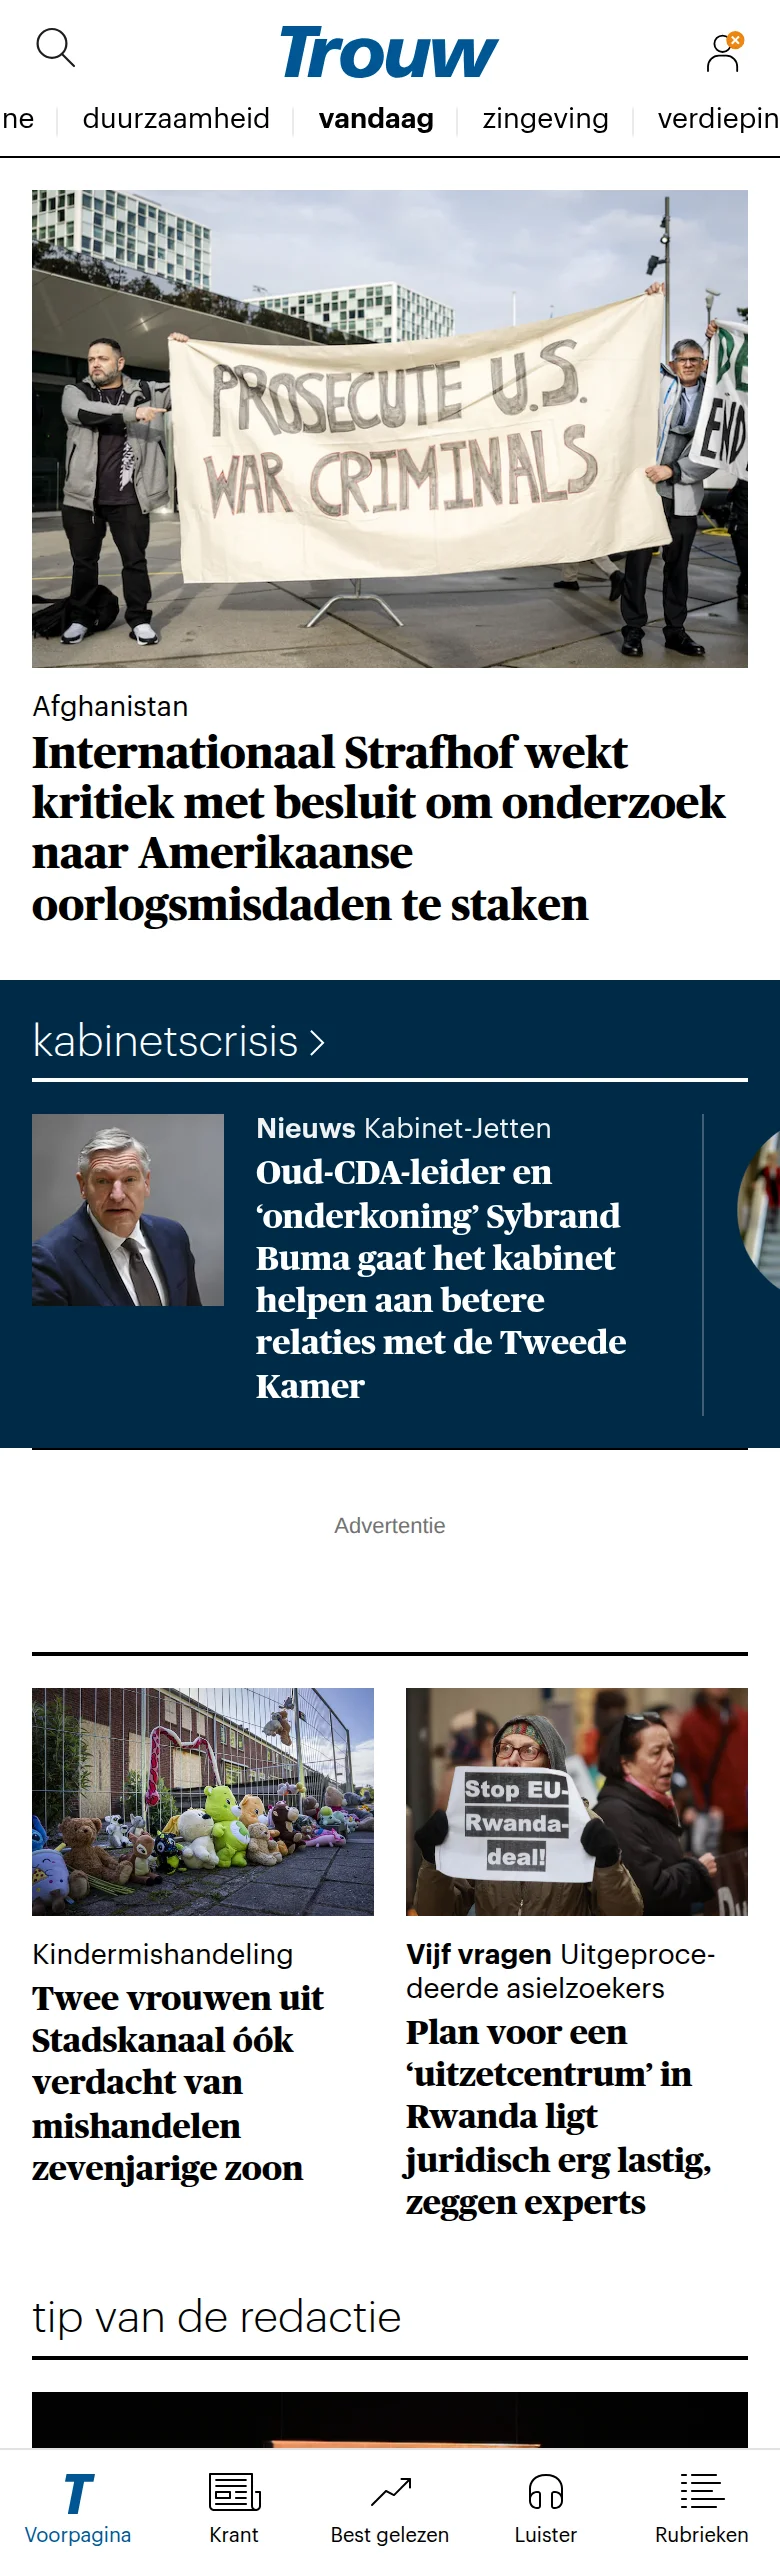 Trouw
ne duurzaamheid vandaag zingeving verdiepin
PROSECUTE U.S.
WAR CRIMINALS
END
Afghanistan
Internationaal Strafhof wekt
kritiek met besluit om onderzoek
naar Amerikaanse
oorlogsmisdaden te staken
kabinetscrisis
Nieuws Kabinet-Jetten
Oud-CDA-leider en
‘onderkoning’ Sybrand
Buma gaat het kabinet
helpen aan betere
relaties met de Tweede
Kamer
Advertentie
Stop EU-
Rwanda-
deal!
Kindermishandeling
Twee vrouwen uit
Stadskanaal óók
verdacht van
mishandelen
zevenjarige zoon
Vijf vragen Uitgeproce-
deerde asielzoekers
Plan voor een
‘uitzetcentrum’ in
Rwanda ligt
juridisch erg lastig,
zeggen experts
tip van de redactie
T
Voorpagina Krant Best gelezen Luister Rubrieken